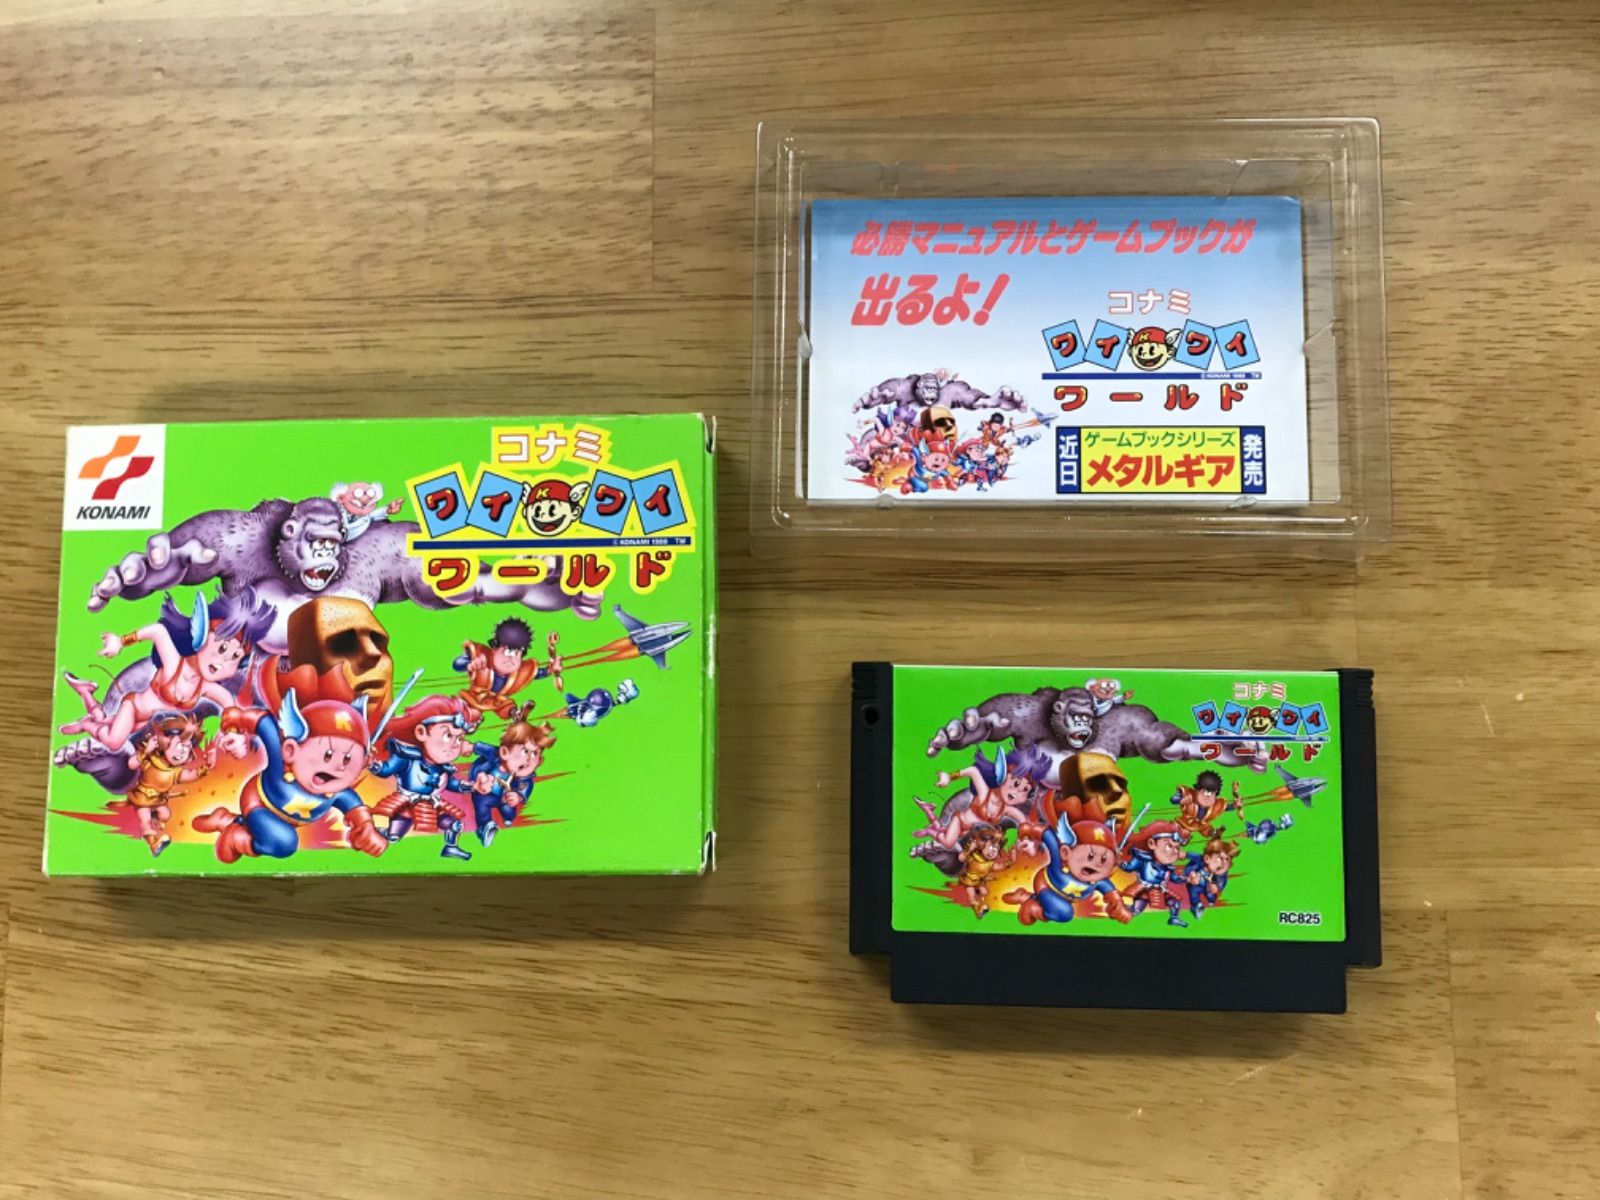 KONAMI
コナミ
ワイワイ
© KONAMI 1988 TM
ワールド
必勝マニュアルとゲームブックが
出るよ!
コナミ
ワイワイ
© KONAMI 1988 TM
ワールド
近日
ゲームブックシリーズ
メタルギア
発売
コナミ
ワイワイ
ワールド
RC825